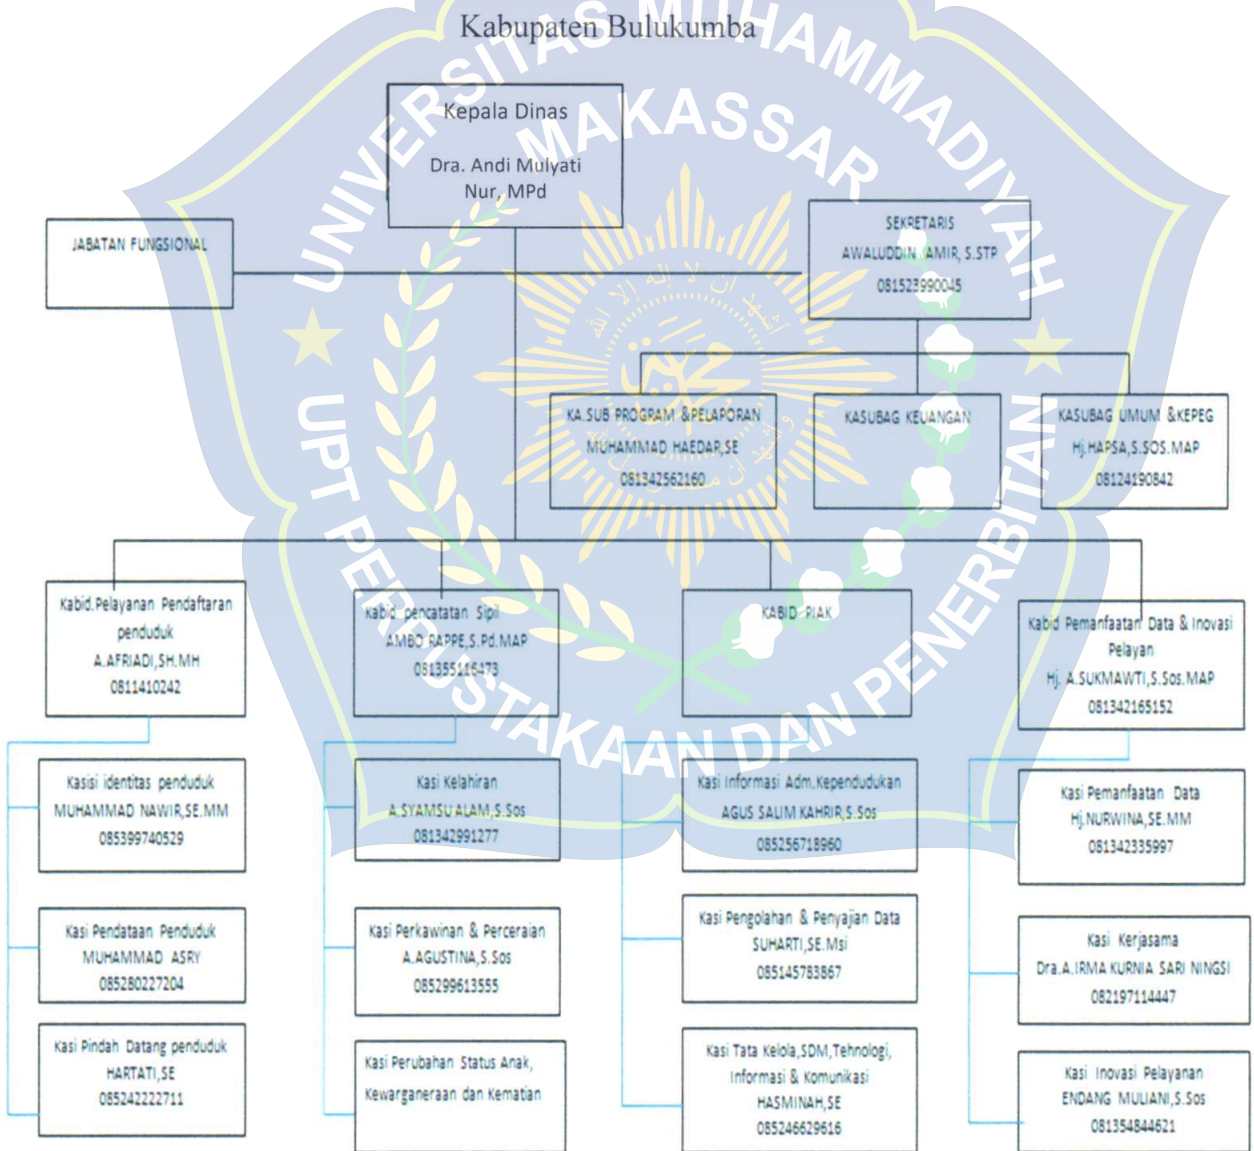 Kabupaten Bulukumba
UNIVERSITAS MUHAMMADIYAH
MAKASSAR
UPT PERPUSTAKAAN DAN PENERBITAN
Kepala Dinas
Dra. Andi Mulyati
Nur, MPd
JABATAN FUNGSIONAL
SEKRETARIS
AWALUDDIN AMIR, S.STP
081523990045
KA.SUB PROGRAM &PELAPORAN
MUHAMMAD HAEDAR,SE
081342562160
KASUBAG KEUANGAN
KASUBAG UMUM &KEPEG
Hj.HAPSA,S.SOS.MAP
08124190842
Kabid.Pelayanan Pendaftaran
penduduk
A.AFRIADI,SH.MH
0811410242
Kabid pencatatan Sipil
AMBO RAPPE,S.Pd.MAP
081355116473
KABID PIAK
Kabid Pemanfaatan Data & Inovasi
Pelayan
Hj. A.SUKMAWTI,S.Sos.MAP
081342165152
Kasisi identitas penduduk
MUHAMMAD NAWIR,SE.MM
085399740529
Kasi Pendataan Penduduk
MUHAMMAD ASRY
085280227204
Kasi Pindah Datang penduduk
HARTATI,SE
085242222711
Kasi Kelahiran
A.SYAMSU ALAM,S.Sos
081342991277
Kasi Perkawinan & Perceraian
A.AGUSTINA,S.Sos
085299613555
Kasi Perubahan Status Anak,
Kewarganeraan dan Kematian
Kasi Informasi Adm.Kependudukan
AGUS SALIM KAHRIR,S.Sos
085256718960
Kasi Pengolahan & Penyajian Data
SUHARTI,SE.Msi
085145783867
Kasi Tata Kelola,SDM,Tehnologi,
Informasi & Komunikasi
HASMINAH,SE
085246629616
Kasi Pemanfaatan Data
Hj.NURWINA,SE.MM
081342335997
Kasi Kerjasama
Dra.A.IRMA KURNIA SARI NINGSI
082197114447
Kasi Inovasi Pelayanan
ENDANG MULIANI,S.Sos
081354844621